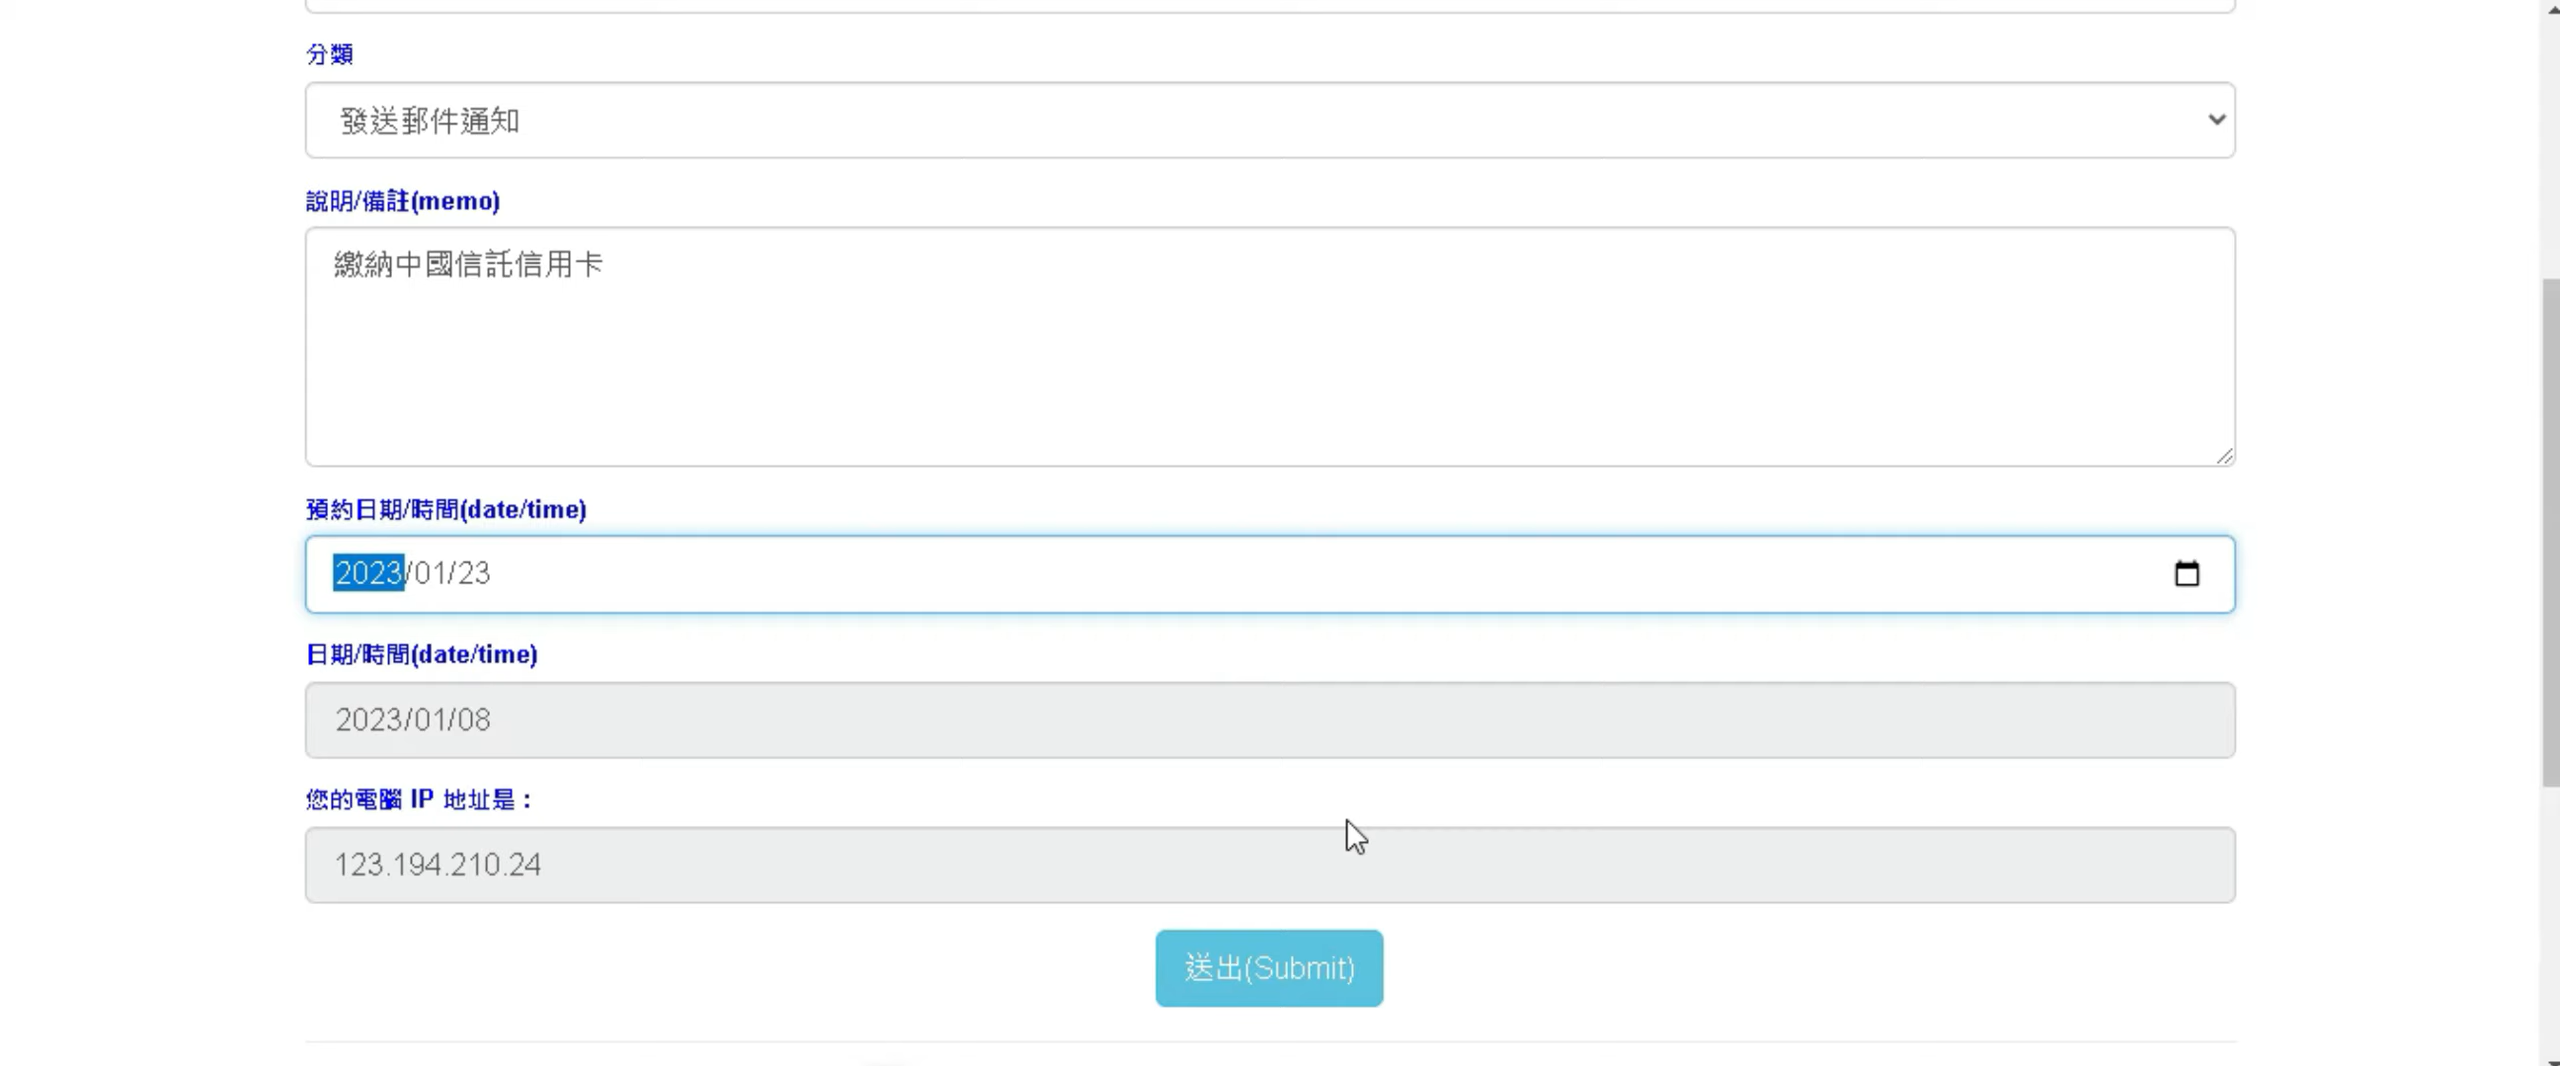 分類
發送郵件通知
說明/備註(memo)
繳納中國信託信用卡
預約日期/時間(date/time)
2023/01/23
日期/時間(date/time)
2023/01/08
您的電腦 IP 地址是：
123.194.210.24
送出(Submit)